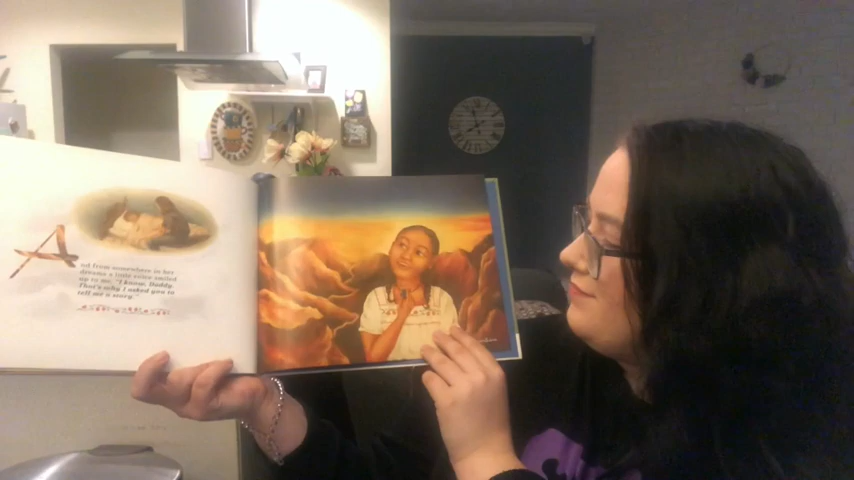 And from somewhere in her
dreams a little voice smiled
up to me. "I know, Daddy.
That's why I asked you to
tell me a story."